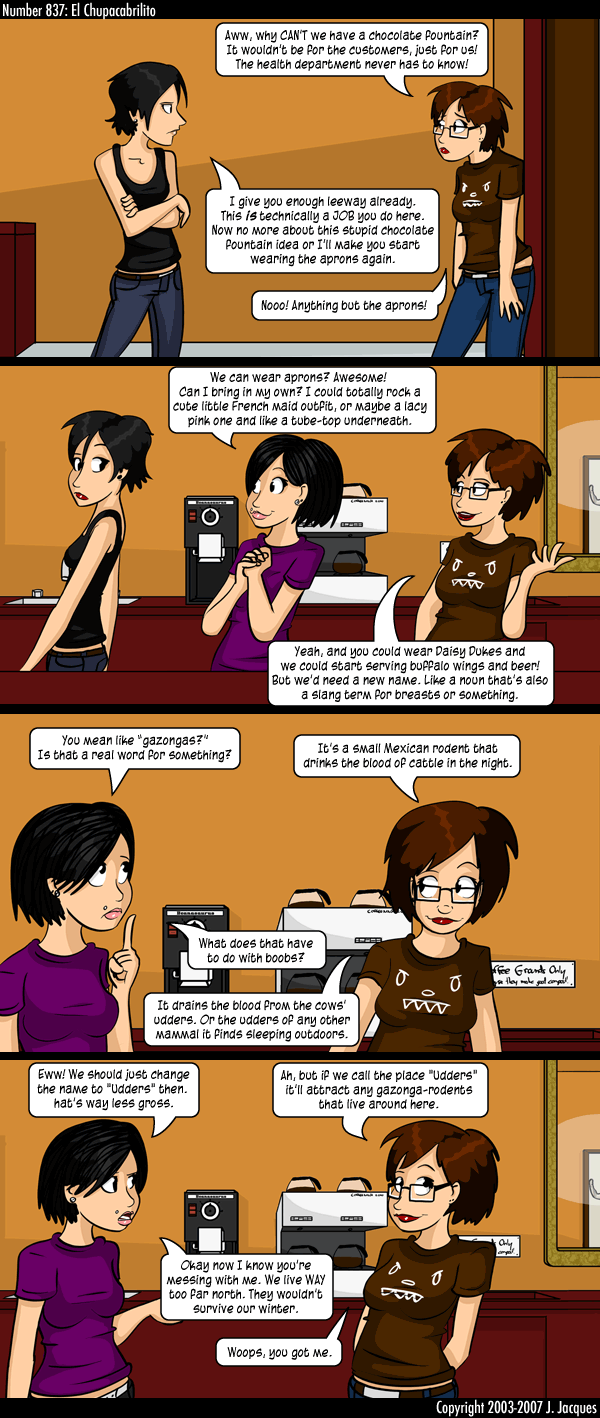 Number 837: El Chupacabrilito
Aww, why CAN'T we have a chocolate fountain?
It wouldn't be for the customers, just for us!
The health department never has to know!
I give you enough leeway already.
This is technically a JOB you do here.
Now no more about this stupid chocolate
fountain idea or I'll make you start
wearing the aprons again.
Nooo! Anything but the aprons!
We can wear aprons? Awesome!
Can I bring in my own? I could totally rock a
cute little French maid outfit, or maybe a lacy
pink one and like a tube-top underneath.
Yeah, and you could wear Daisy Dukes and
we could start serving buffalo wings and beer!
But we'd need a new name. Like a noun that's also
a slang term for breasts or something.
You mean like "gazongas?"
Is that a real word for something?
It's a small Mexican rodent that
drinks the blood of cattle in the night.
What does that have
to do with boobs?
It drains the blood from the cows'
udders. Or the udders of any other
mammal it finds sleeping outdoors.
offee Grounds Only
they make good compost!
Eww! We should just change
the name to "Udders" then.
hat's way less gross.
Ah, but if we call the place "Udders"
it'll attract any gazonga-rodents
that live around here.
Okay now I know you're
messing with me. We live WAY
too far north. They wouldn't
survive our winter.
Woops, you got me.
Only
Copyright 2003-2007 J. Jacques